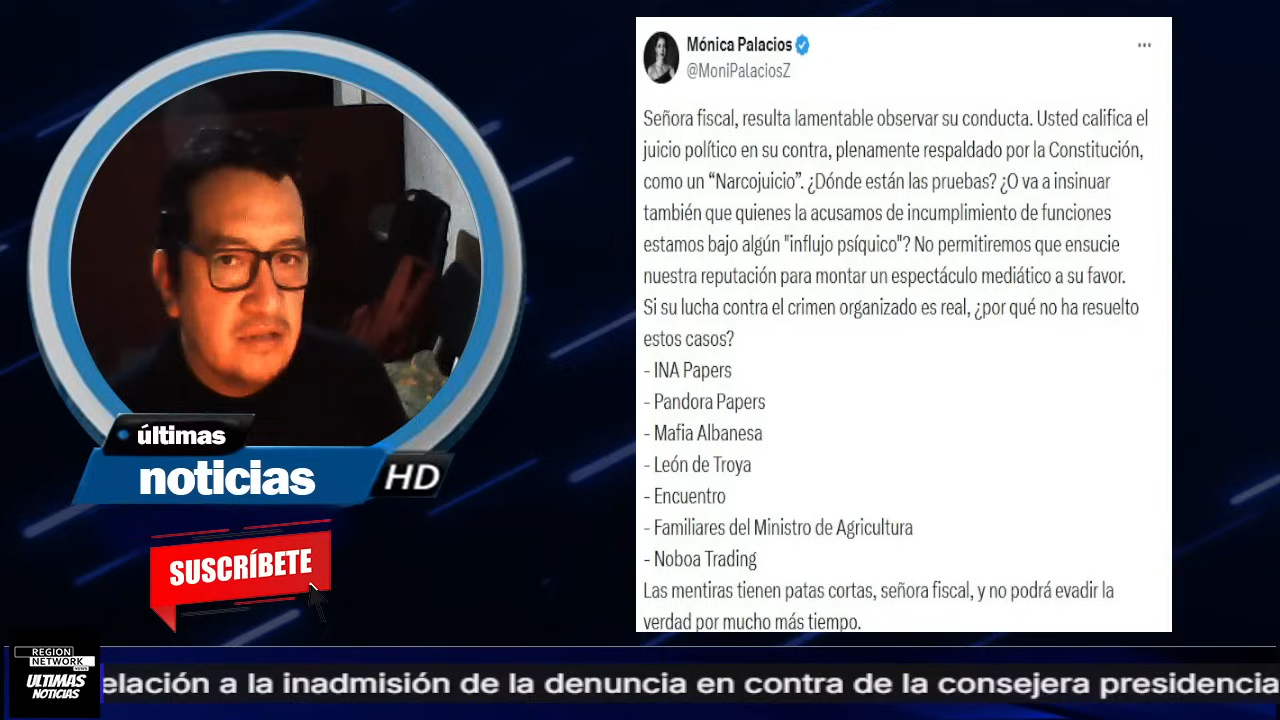 Mónica Palacios
@MoniPalaciosZ
Señora fiscal, resulta lamentable observar su conducta. Usted califica el
juicio político en su contra, plenamente respaldado por la Constitución,
como un “Narcojuicio”. ¿Dónde están las pruebas? ¿O va a insinuar
también que quienes la acusamos de incumplimiento de funciones
estamos bajo algún "influjo psíquico"? No permitiremos que ensucie
nuestra reputación para montar un espectáculo mediático a su favor.
Si su lucha contra el crimen organizado es real, ¿por qué no ha resuelto
estos casos?
- INA Papers
- Pandora Papers
- Mafia Albanesa
- León de Troya
- Encuentro
- Familiares del Ministro de Agricultura
- Noboa Trading
Las mentiras tienen patas cortas, señora fiscal, y no podrá evadir la
verdad por mucho más tiempo.
últimas
noticias HD
SUSCRÍBETE
REGION
NETWORK
NEWS
ULTIMAS
NOTICIAS
elación a la inadmisión de la denuncia en contra de la consejera presidencia